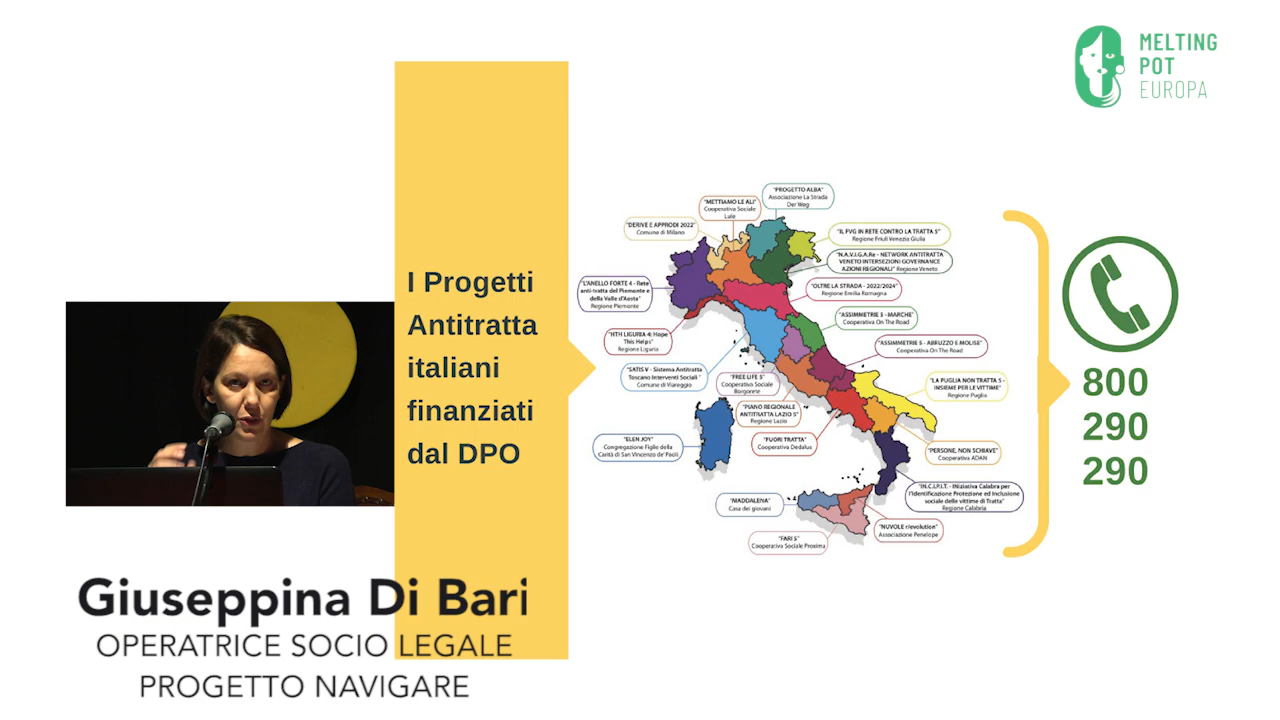 MELTING
POT
EUROPA
I Progetti
Antitratta
italiani
finanziati
dal DPO
"PROGETTO ALBA"
Associazione La Strada
Der Weg
"METTIAMO LE ALI"
Cooperativa Sociale
Lule
"DERIVE E APPRODI 2022"
Comune di Milano
"IL FVG IN RETE CONTRO LA TRATTA 5"
Regione Friuli Venezia Giulia
"N.A.V.I.G.A.Re - NETWORK ANTITRATTA
VENETO INTERSEZIONI GOVERNANCE
AZIONI REGIONALI" Regione Veneto
"L'ANELLO FORTE 4 - Rete
anti-tratta del Piemonte e
della Valle d'Aosta"
Regione Piemonte
"OLTRE LA STRADA - 2022/2024"
Regione Emilia Romagna
"ASSIMMETRIE 5 - MARCHE"
Cooperativa On The Road
"HTH LIGURIA 4: Hope
This Helps"
Regione Liguria
"ASSIMMETRIE 5 - ABRUZZO E MOLISE"
Cooperativa On The Road
"SATIS V - Sistema Antitratta
Toscano Interventi Sociali "
Comune di Viareggio
"FREE LIFE 5"
Cooperativa Sociale
Borgorete
"LA PUGLIA NON TRATTA 5 -
INSIEME PER LE VITTIME"
Regione Puglia
"PIANO REGIONALE
ANTITRATTA LAZIO 5"
Regione Lazio
"ELEN JOY"
Congregazione Figlie della
Carità di San Vincenzo de' Paoli
"FUORI TRATTA"
Cooperativa Dedalus
"PERSONE, NON SCHIAVE"
Cooperativa ADAN
"IN.C.I.P.I.T. - INiziativa Calabra per
l'Identificazione Protezione ed Inclusione
sociale delle vittime di Tratta"
Regione Calabria
"MADDALENA"
Casa dei giovani
"NUVOLE r/evolution"
Associazione Penelope
"FARI 5"
Cooperativa Sociale Proxima
800
290
290
Giuseppina Di Bari
OPERATRICE SOCIO LEGALE
PROGETTO NAVIGARE